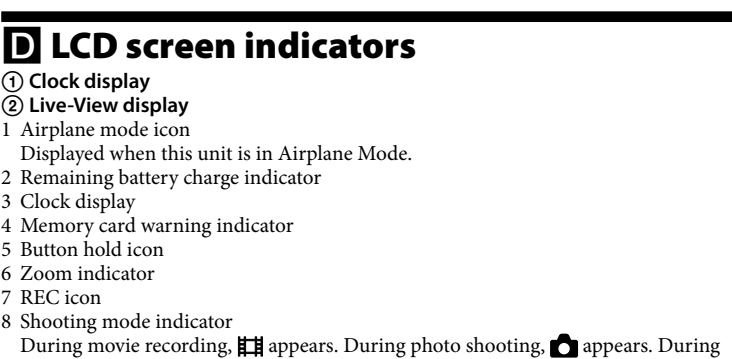 D LCD screen indicators
① Clock display
② Live-View display
1 Airplane mode icon
Displayed when this unit is in Airplane Mode.
2 Remaining battery charge indicator
3 Clock display
4 Memory card warning indicator
5 Button hold icon
6 Zoom indicator
7 REC icon
8 Shooting mode indicator
During movie recording, appears. During photo shooting, appears. During